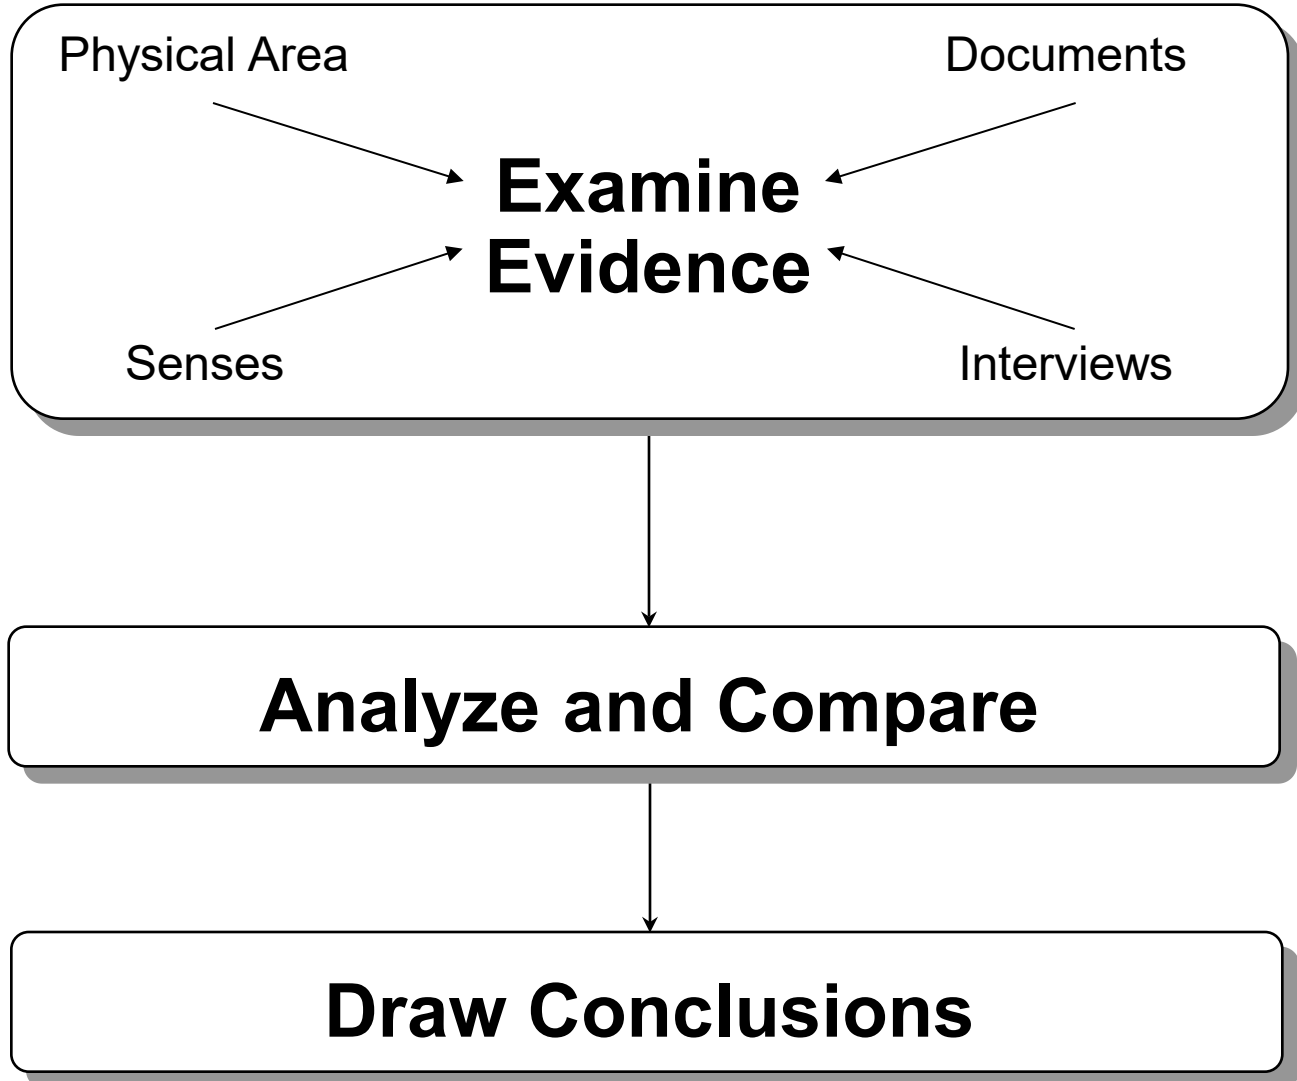 Physical Area
Documents
Examine
Evidence
Senses
Interviews
Analyze and Compare
Draw Conclusions